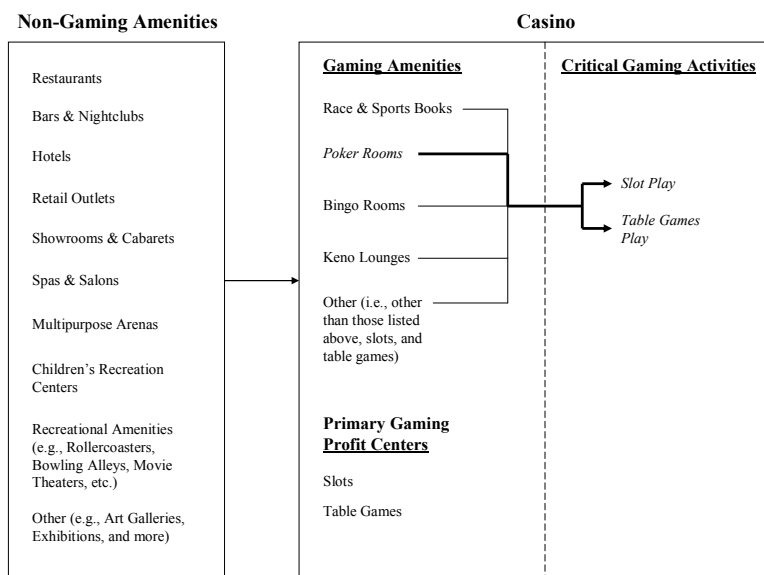 Non-Gaming Amenities
Restaurants
Bars & Nightclubs
Hotels
Retail Outlets
Showrooms & Cabarets
Spas & Salons
Multipurpose Arenas
Children’s Recreation
Centers
Recreational Amenities
(e.g., Rollercoasters,
Bowling Alleys, Movie
Theaters, etc.)
Other (e.g., Art Galleries,
Exhibitions, and more)
Casino
Gaming Amenities
Race & Sports Books
Poker Rooms
Bingo Rooms
Keno Lounges
Other (i.e., other
than those listed
above, slots, and
table games)
Primary Gaming
Profit Centers
Slots
Table Games
Critical Gaming Activities
Slot Play
Table Games
Play